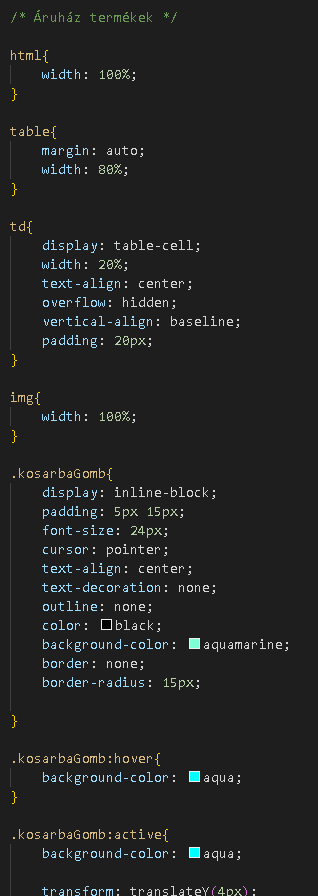 /* Áruház termékek */
html{
width: 100%;
}
table{
margin: auto;
width: 80%;
}
td{
display: table-cell;
width: 20%;
text-align: center;
overflow: hidden;
vertical-align: baseline;
padding: 20px;
}
img{
width: 100%;
}
.kosarbaGomb{
display: inline-block;
padding: 5px 15px;
font-size: 24px;
cursor: pointer;
text-align: center;
text-decoration: none;
outline: none;
color: black;
background-color: aquamarine;
border: none;
border-radius: 15px;
}
.kosarbaGomb:hover{
background-color: aqua;
}
.kosarbaGomb:active{
background-color: aqua;
transform: translateY(4px);